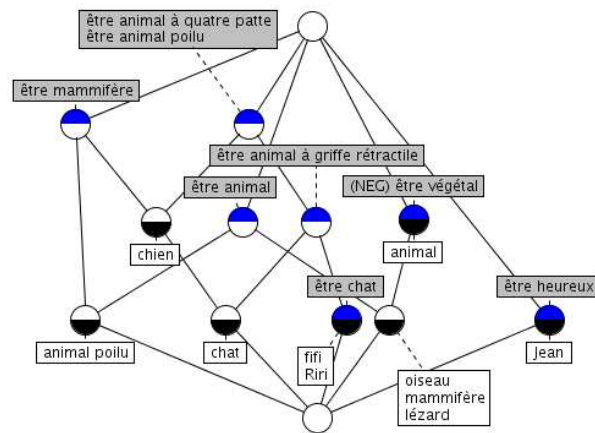 être animal à quatre patte
être animal poilu
être mammifère
être animal à griffe rétractile
être animal
(NEG) être végétal
chien
animal
être chat
être heureux
animal poilu
chat
fifi
Riri
oiseau
mammifère
lézard
Jean